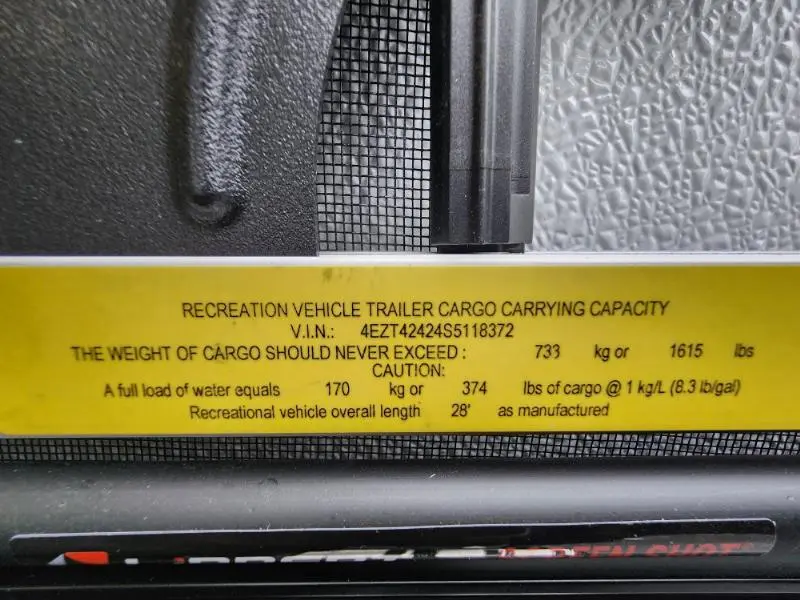 RECREATION VEHICLE TRAILER CARGO CARRYING CAPACITY
V.I.N.: 4EZT42424S5118372
THE WEIGHT OF CARGO SHOULD NEVER EXCEED : 733 kg or 1615 lbs
CAUTION:
A full load of water equals 170 kg or 374 lbs of cargo @ 1 kg/L (8.3 lb/gal)
Recreational vehicle overall length 28' as manufactured